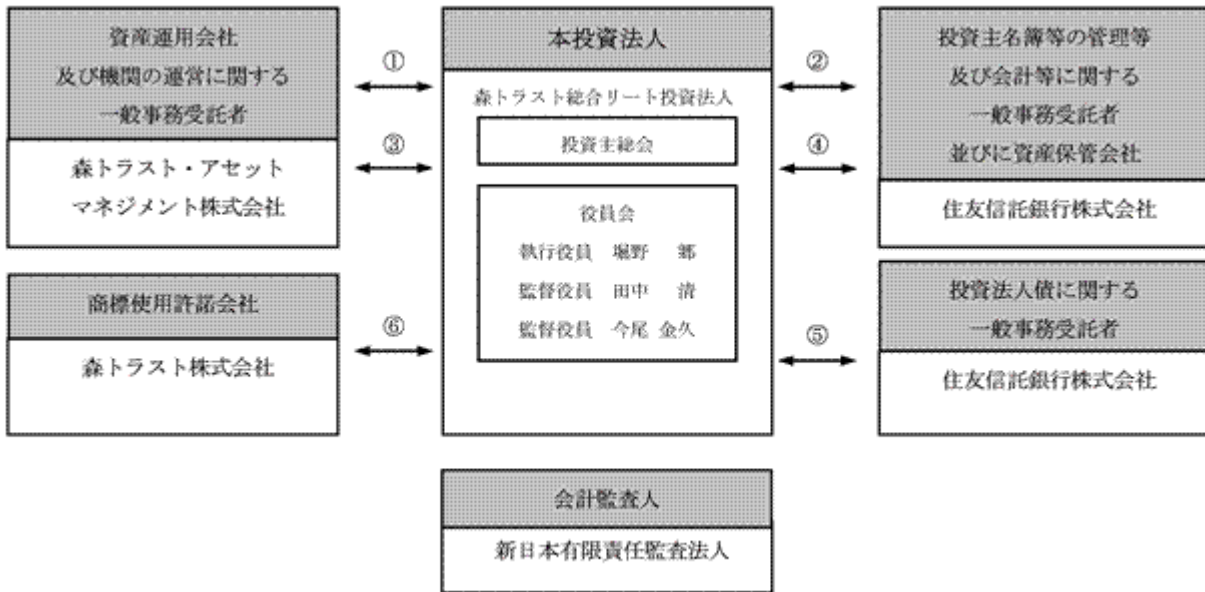 資産運用会社
及び機関の運営に関する
一般事務受託者
森トラスト・アセット
マネジメント株式会社
①
③
本投資法人
森トラスト総合リート投資法人
投資主総会
役員会
執行役員 堀野 郷
監督役員 田中 清
監督役員 今尾 金久
②
④
投資主名簿等の管理等
及び会計等に関する
一般事務受託者
並びに資産保管会社
住友信託銀行株式会社
商標使用許諾会社
森トラスト株式会社
⑥
⑤
投資法人債に関する
一般事務受託者
住友信託銀行株式会社
会計監査人
新日本有限責任監査法人